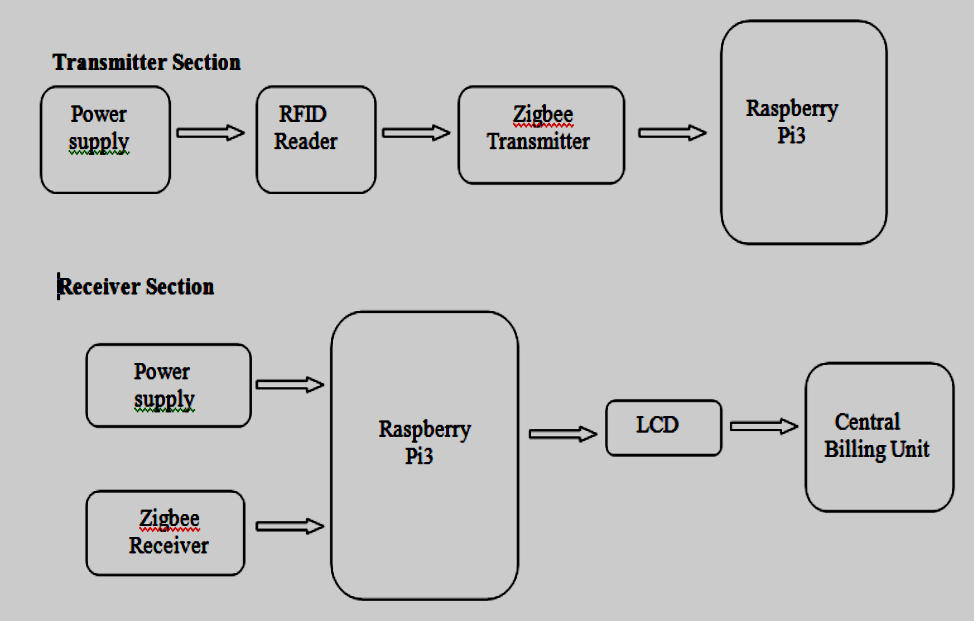 Transmitter Section
Power
supply
RFID
Reader
Zigbee
Transmitter
Raspberry
Pi3
Receiver Section
Power
supply
Zigbee
Receiver
Raspberry
Pi3
LCD
Central
Billing Unit